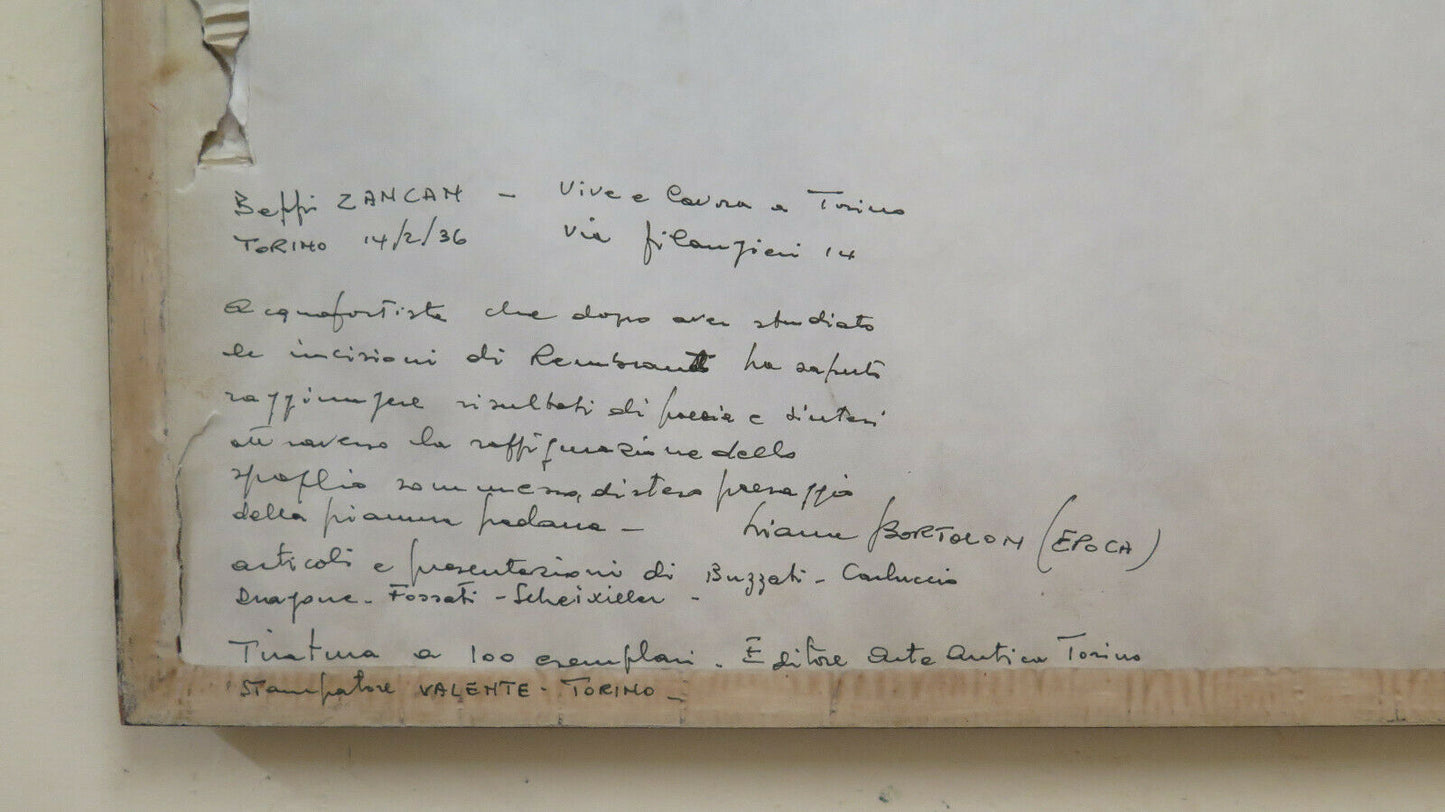 Beppi ZANCAN - Vive e lavora a Torino
TORINO 14/2/36 Via filangieri 14
Acquafortista che dopo aver studiato
le incisioni di Rembrandt ha saputo
raggiungere risultati di poesia e sintesi
attraverso la raffigurazione dello
spoglio sommesso, disteso paesaggio
della pianura padana - Liana BORTOLON (EPOCA)
articoli e presentazioni di Buzzati - Carluccio
Dragone - Fossati - Scheixiller -
Tiratura a 100 esemplari. Editore Arte Antica Torino
Stampatore VALENTE - TORINO -